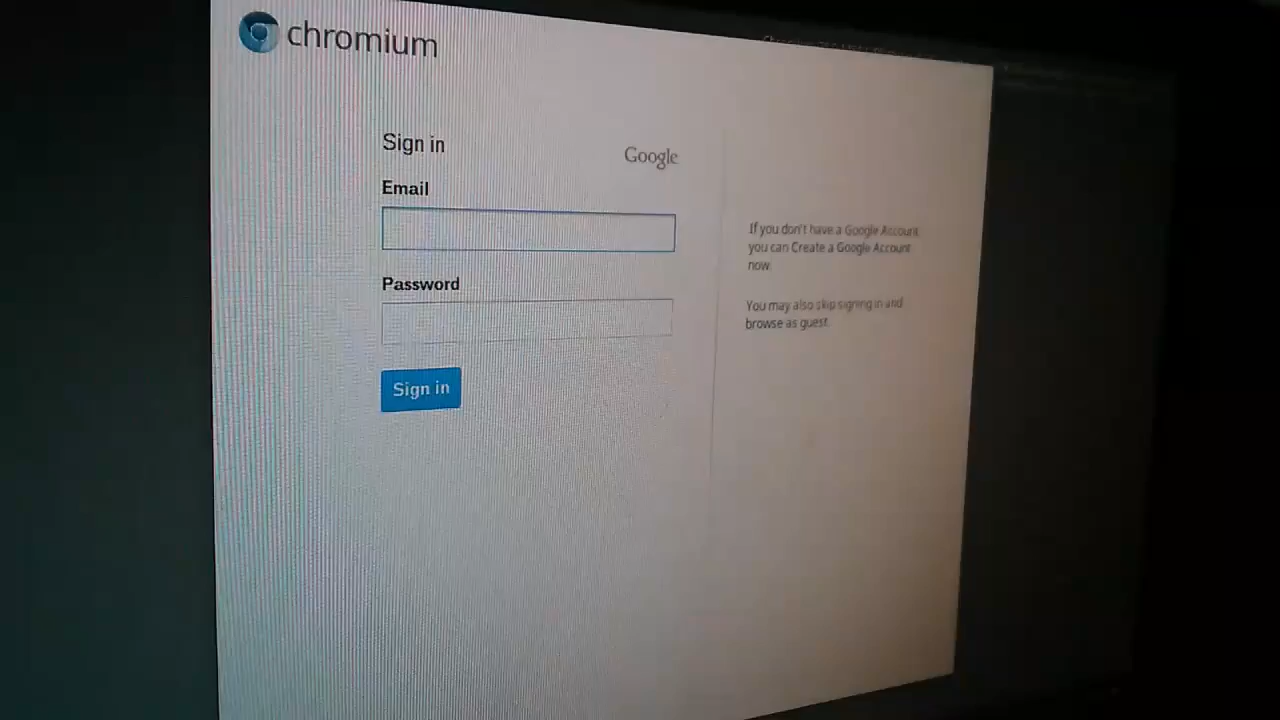 chromium
Sign in
Google
Email
Password
Sign in
If you don't have a Google Account
you can Create a Google Account
now.
You may also skip signing in and
browse as guest.